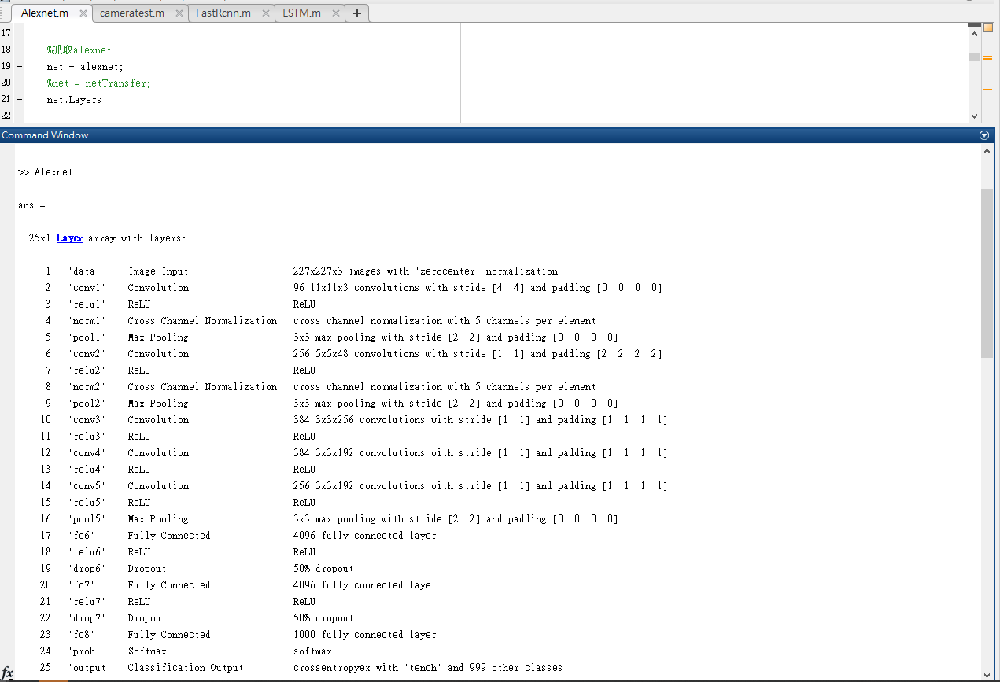 Alexnet.m × cameratest.m × FastRcnn.m × LSTM.m × +
17
18 %抓取alexnet
19 – net = alexnet;
20 %net = netTransfer;
21 – net.Layers
22
Command Window
>> Alexnet
ans =
25x1 Layer array with layers:
1 'data' Image Input 227x227x3 images with 'zerocenter' normalization
2 'conv1' Convolution 96 11x11x3 convolutions with stride [4 4] and padding [0 0 0 0]
3 'relu1' ReLU ReLU
4 'norm1' Cross Channel Normalization cross channel normalization with 5 channels per element
5 'pool1' Max Pooling 3x3 max pooling with stride [2 2] and padding [0 0 0 0]
6 'conv2' Convolution 256 5x5x48 convolutions with stride [1 1] and padding [2 2 2 2]
7 'relu2' ReLU ReLU
8 'norm2' Cross Channel Normalization cross channel normalization with 5 channels per element
9 'pool2' Max Pooling 3x3 max pooling with stride [2 2] and padding [0 0 0 0]
10 'conv3' Convolution 384 3x3x256 convolutions with stride [1 1] and padding [1 1 1 1]
11 'relu3' ReLU ReLU
12 'conv4' Convolution 384 3x3x192 convolutions with stride [1 1] and padding [1 1 1 1]
13 'relu4' ReLU ReLU
14 'conv5' Convolution 256 3x3x192 convolutions with stride [1 1] and padding [1 1 1 1]
15 'relu5' ReLU ReLU
16 'pool5' Max Pooling 3x3 max pooling with stride [2 2] and padding [0 0 0 0]
17 'fc6' Fully Connected 4096 fully connected layer
18 'relu6' ReLU ReLU
19 'drop6' Dropout 50% dropout
20 'fc7' Fully Connected 4096 fully connected layer
21 'relu7' ReLU ReLU
22 'drop7' Dropout 50% dropout
23 'fc8' Fully Connected 1000 fully connected layer
24 'prob' Softmax softmax
25 'output' Classification Output crossentropyex with 'tench' and 999 other classes
fx